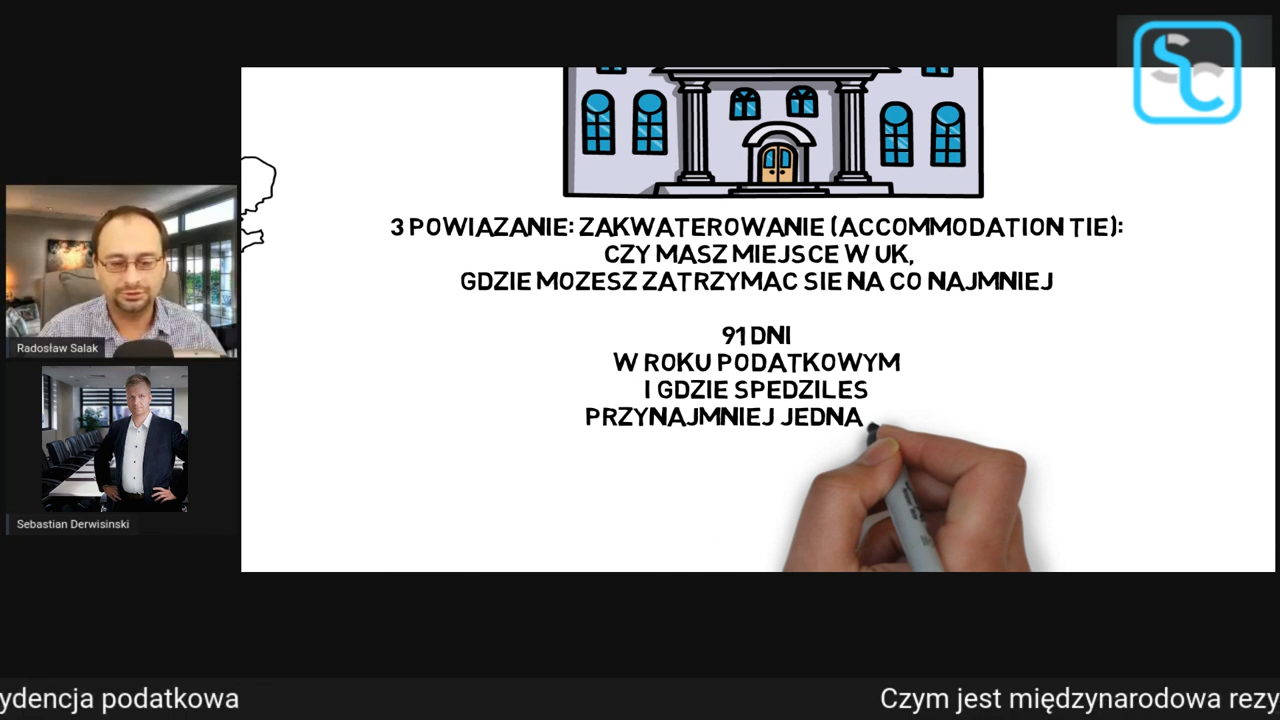 SC
3 POWIAZANIE: ZAKWATEROWANIE (ACCOMMODATION TIE):
CZY MASZ MIEJSCE W UK,
GDZIE MOZESZ ZATRZYMAC SIE NA CO NAJMNIEJ
91 DNI
W ROKU PODATKOWYM
I GDZIE SPEDZILES
PRZYNAJMNIEJ JEDNA
Radosław Salak
Sebastian Derwisinski
ydencja podatkowa
Czym jest międzynarodowa rezy